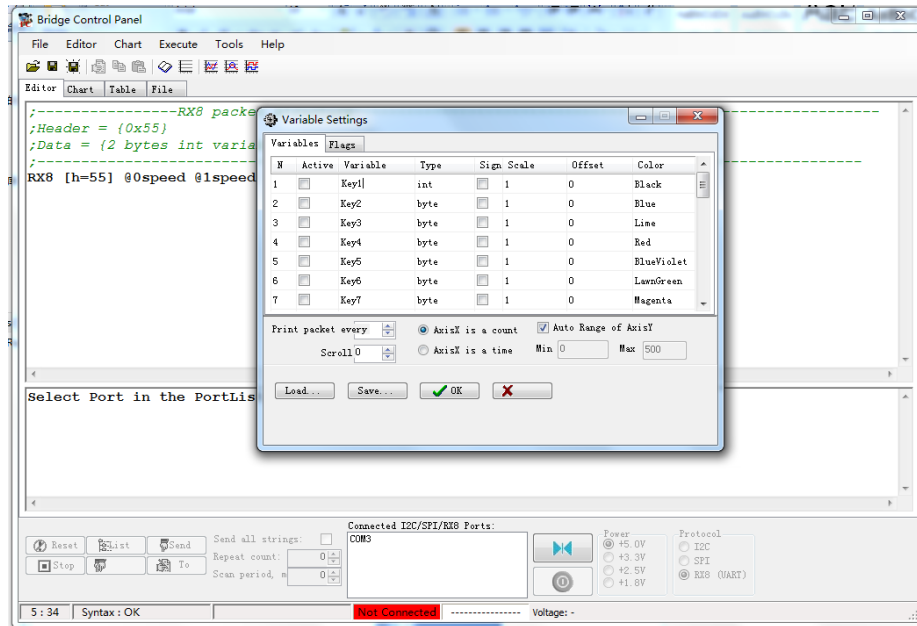 Bridge Control Panel
File Editor Chart Execute Tools Help
Editor Chart Table File
;-----------------RX8 packe
;Header = {0x55}
;Data = {2 bytes int varia
RX8 [h=55] @0speed @1speed
Variable Settings
Variables Flags
N Active Variable Type Sign Scale Offset Color
1 Key1 int 1 0 Black
2 Key2 byte 1 0 Blue
3 Key3 byte 1 0 Lime
4 Key4 byte 1 0 Red
5 Key5 byte 1 0 BlueViolet
6 Key6 byte 1 0 LawnGreen
7 Key7 byte 1 0 Magenta
Print packet every AxisX is a count Auto Range of AxisY
Scroll 0 AxisX is a time Min 0 Max 500
Load... Save... OK
Select Port in the PortLis
Connected I2C/SPI/RX8 Ports:
COM3
Reset List Send Send all strings:
Stop To Repeat count: 0
Scan period, m 0
Power
+5.0V
+3.3V
+2.5V
+1.8V
Protocol
I2C
SPI
RX8 (UART)
5 : 34 Syntax : OK Not Connected ---------------- Voltage: -